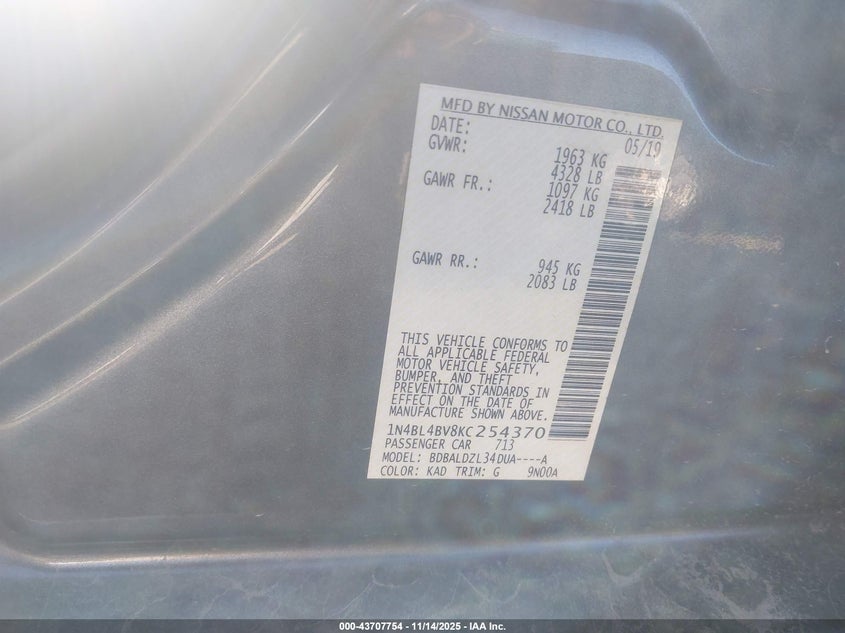 MFD BY NISSAN MOTOR CO., LTD.
DATE: 05/19
GVWR: 1963 KG
4328 LB
GAWR FR.: 1097 KG
2418 LB
GAWR RR.: 945 KG
2083 LB
THIS VEHICLE CONFORMS TO
ALL APPLICABLE FEDERAL
MOTOR VEHICLE SAFETY,
BUMPER, AND THEFT
PREVENTION STANDARDS IN
EFFECT ON THE DATE OF
MANUFACTURE SHOWN ABOVE.
1N4BL4BV8KC254370
PASSENGER CAR 713
MODEL: BDBALDZL34DUA----A
COLOR: KAD TRIM: G 9N00A
000-43707754 - 11/14/2025 - IAA Inc.